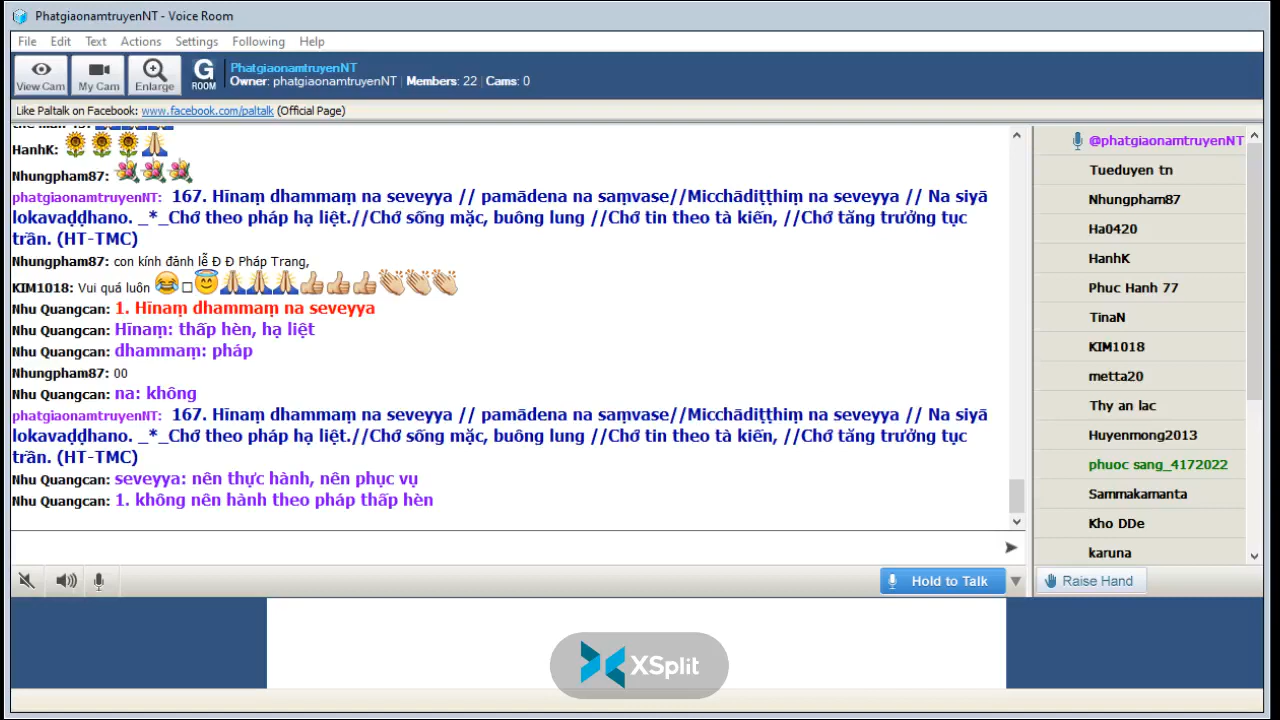 PhatgiaonamtruyenNT - Voice Room
File Edit Text Actions Settings Following Help
View Cam My Cam Enlarge G ROOM
PhatgiaonamtruyenNT
Owner: phatgiaonamtruyenNT | Members: 22 | Cams: 0
Like Paltalk on Facebook: www.facebook.com/paltalk (Official Page)
HanhK:
Nhungpham87:
phatgiaonamtruyenNT: 167. Hīnaṃ dhammaṃ na seveyya // pamādena na saṃvase//Micchādiṭṭhiṃ na seveyya // Na siyā
lokavaḍḍhano. _*_Chớ theo pháp hạ liệt.//Chớ sống mặc, buông lung //Chớ tin theo tà kiến, //Chớ tăng trưởng tục
trần. (HT-TMC)
Nhungpham87: con kính đảnh lễ Đ Đ Pháp Trang,
KIM1018: Vui quá luôn
Nhu Quangcan: 1. Hīnaṃ dhammaṃ na seveyya
Nhu Quangcan: Hīnaṃ: thấp hèn, hạ liệt
Nhu Quangcan: dhammaṃ: pháp
Nhungpham87: 00
Nhu Quangcan: na: không
phatgiaonamtruyenNT: 167. Hīnaṃ dhammaṃ na seveyya // pamādena na saṃvase//Micchādiṭṭhiṃ na seveyya // Na siyā
lokavaḍḍhano. _*_Chớ theo pháp hạ liệt.//Chớ sống mặc, buông lung //Chớ tin theo tà kiến, //Chớ tăng trưởng tục
trần. (HT-TMC)
Nhu Quangcan: seveyya: nên thực hành, nên phục vụ
Nhu Quangcan: 1. không nên hành theo pháp thấp hèn
@phatgiaonamtruyenNT
Tueduyen tn
Nhungpham87
Ha0420
HanhK
Phuc Hanh 77
TinaN
KIM1018
metta20
Thy an lac
Huyenmong2013
phuoc sang_4172022
Sammakamanta
Kho DDe
karuna
Hold to Talk
Raise Hand
XSplit